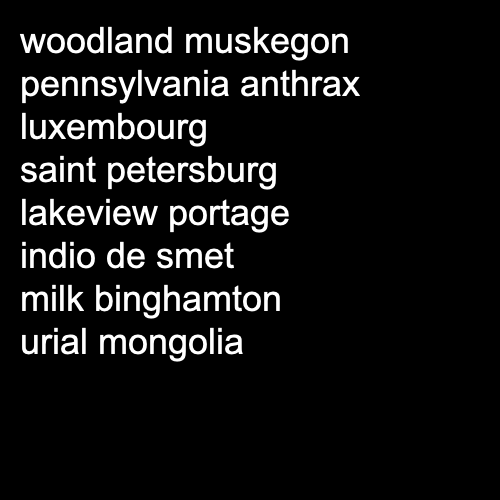 woodland muskegon
pennsylvania anthrax
luxembourg
saint petersburg
lakeview portage
indio de smet
milk binghamton
urial mongolia